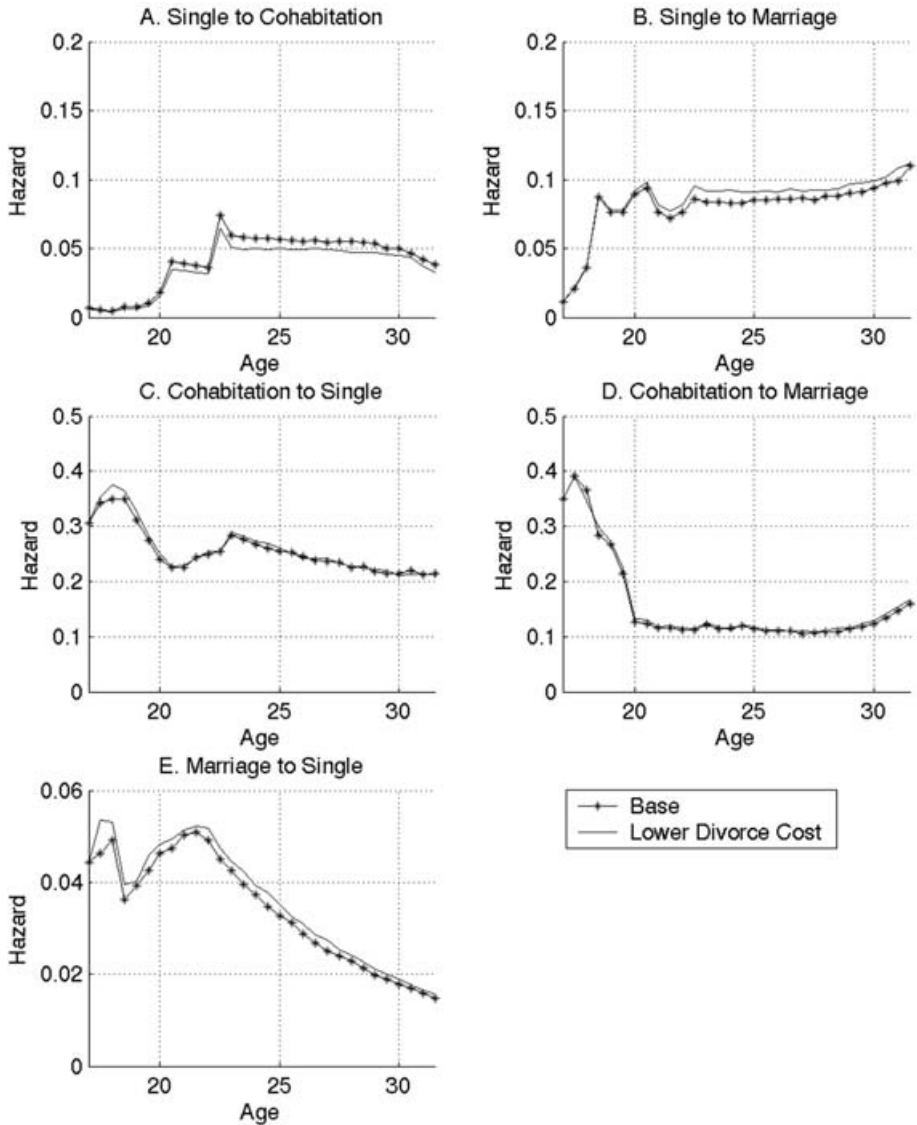 A. Single to Cohabitation
0.2
0.15
0.1
0.05
0
Hazard
20
25
30
Age
B. Single to Marriage
0.2
0.15
0.1
0.05
0
Hazard
20
25
30
Age
C. Cohabitation to Single
0.5
0.4
0.3
0.2
0.1
0
Hazard
20
25
30
Age
D. Cohabitation to Marriage
0.5
0.4
0.3
0.2
0.1
0
Hazard
20
25
30
Age
E. Marriage to Single
0.06
0.04
0.02
0
Hazard
20
25
30
Age
Base
Lower Divorce Cost